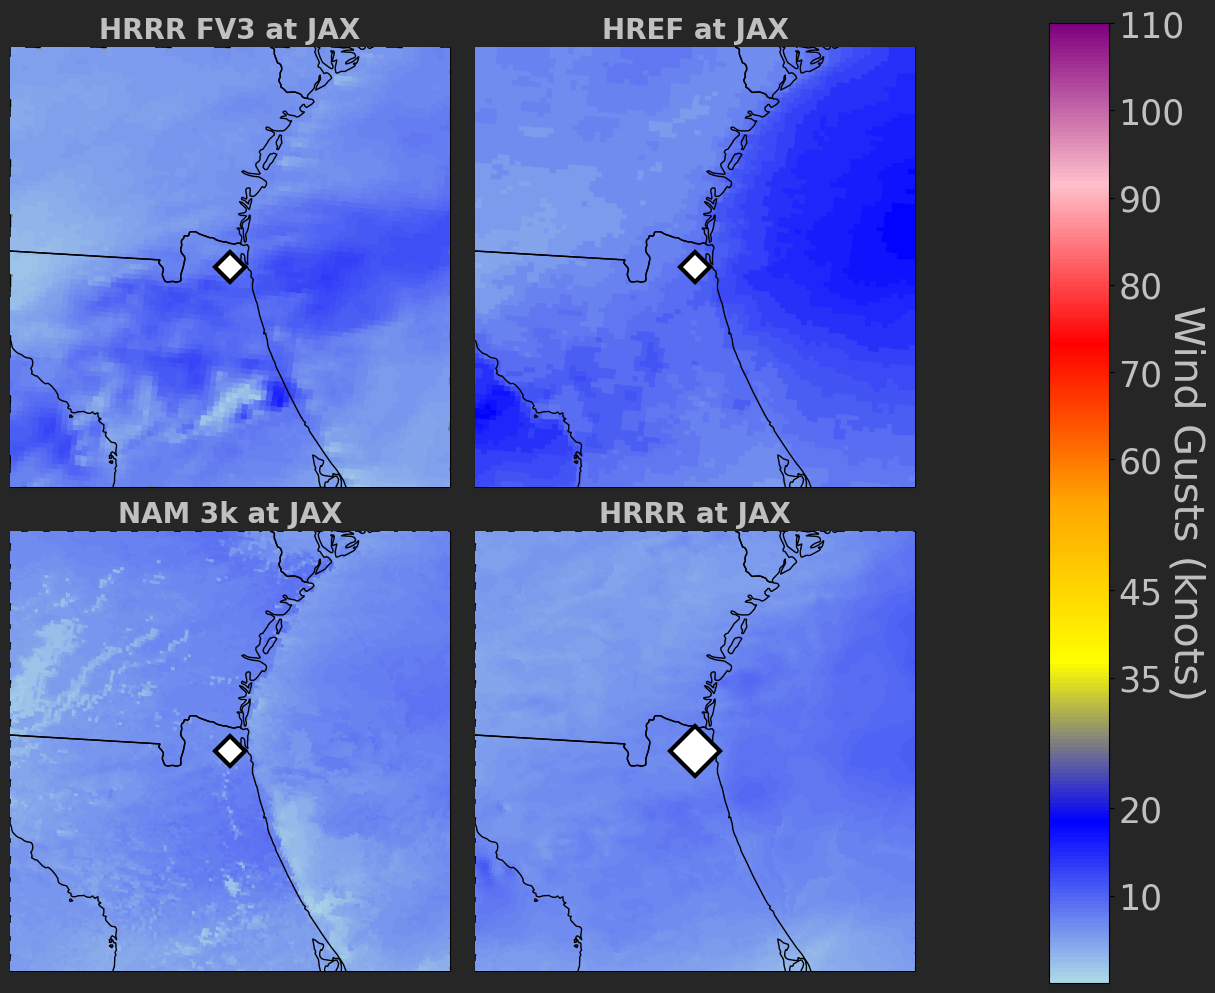 HRRR FV3 at JAX
HREF at JAX
NAM 3k at JAX
HRRR at JAX
110
100
90
80
70
60
45
35
20
10
Wind Gusts (knots)